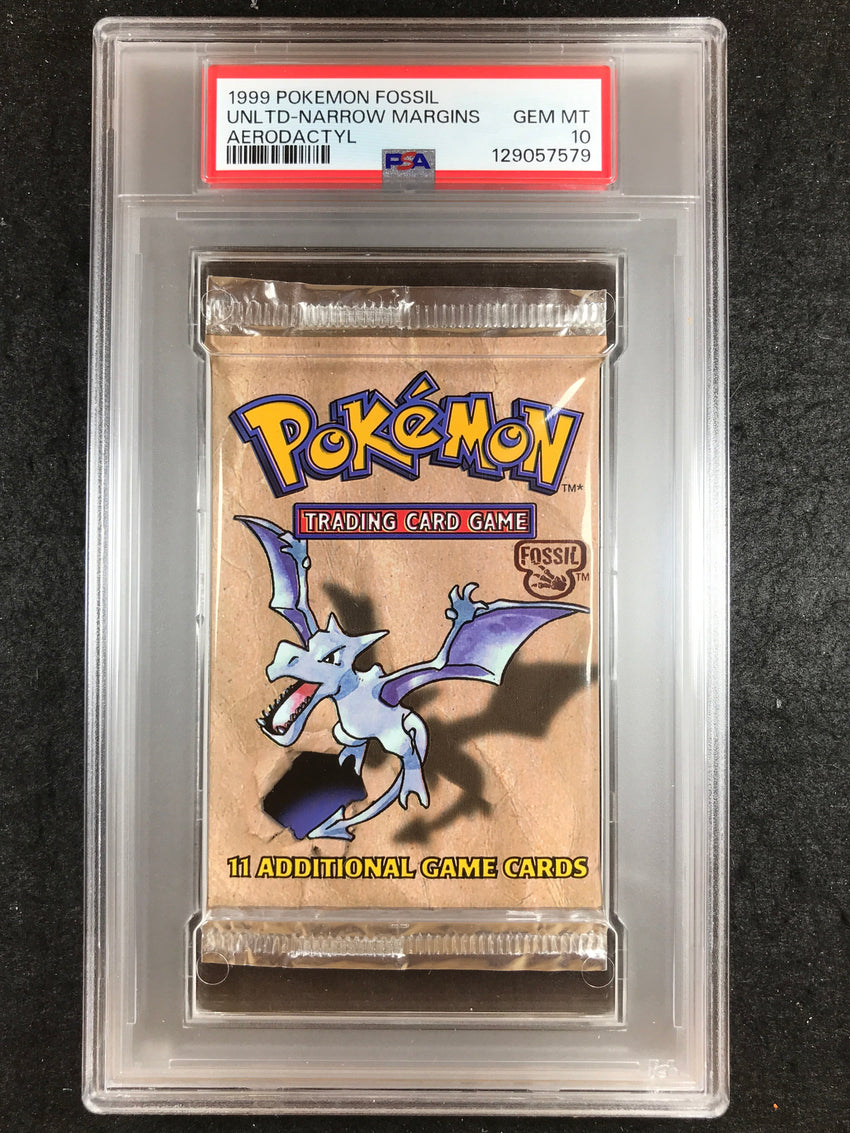 1999 POKEMON FOSSIL
UNLTD-NARROW MARGINS GEM MT
AERODACTYL 10
PSA 129057579
POKéMON
TM*
TRADING CARD GAME
FOSSIL
TM
11 ADDITIONAL GAME CARDS